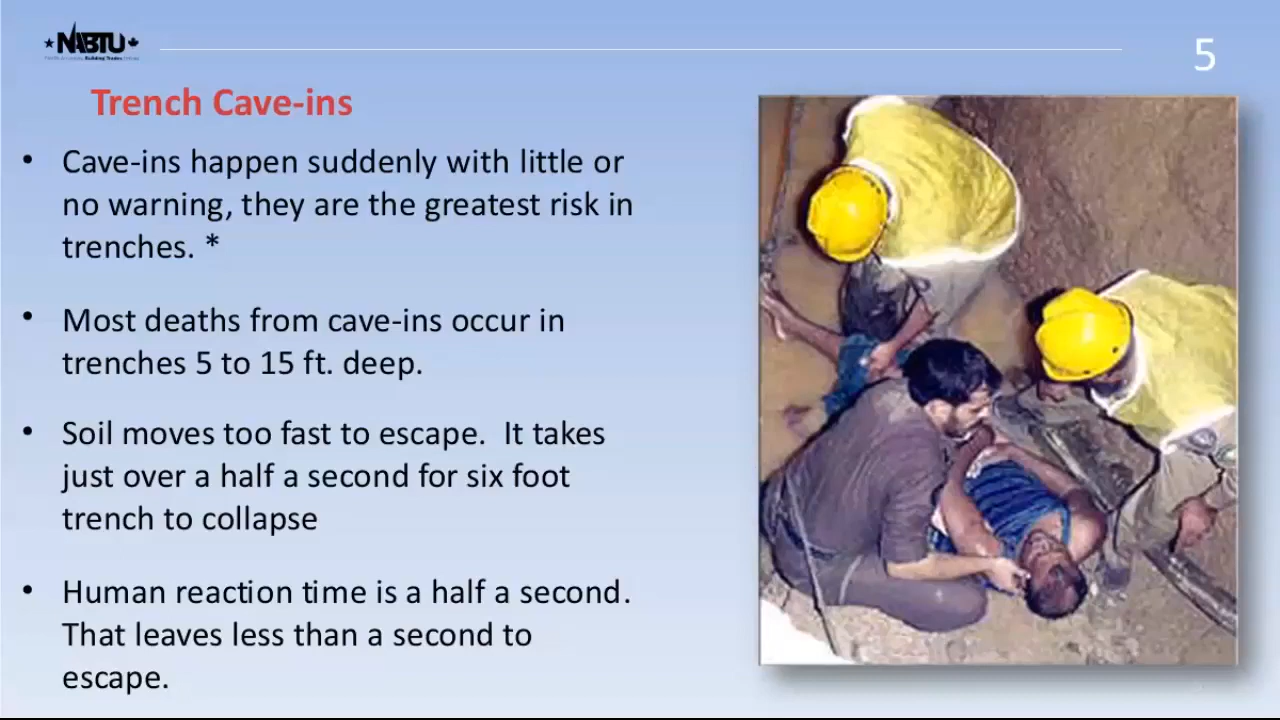 NABTU
5
Trench Cave-ins
• Cave-ins happen suddenly with little or
no warning, they are the greatest risk in
trenches. *
• Most deaths from cave-ins occur in
trenches 5 to 15 ft. deep.
• Soil moves too fast to escape.  It takes
just over a half a second for six foot
trench to collapse
• Human reaction time is a half a second.
That leaves less than a second to
escape.